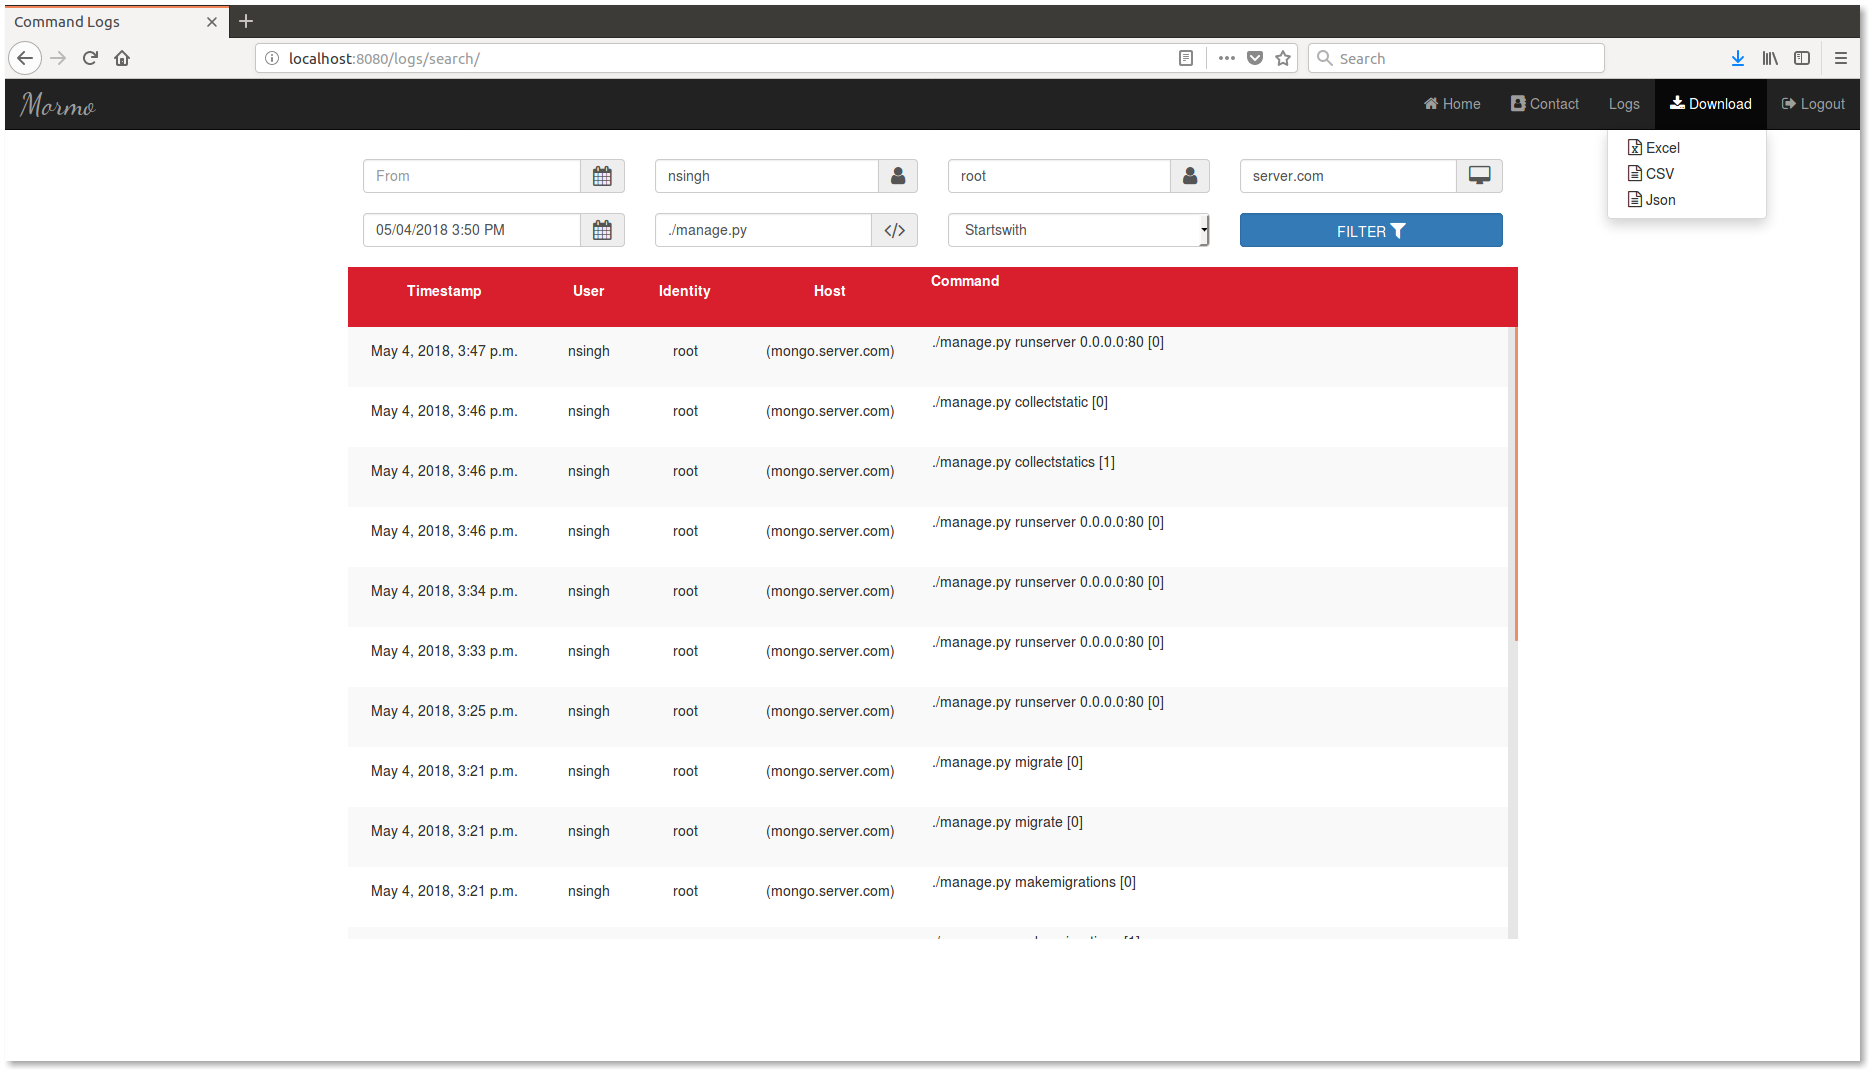 Command Logs
localhost:8080/logs/search/
Search
Mormo
Home Contact Logs Download Logout
Excel
CSV
Json
From nsingh root server.com
05/04/2018 3:50 PM ./manage.py </> Startswith FILTER
Timestamp User Identity Host Command
May 4, 2018, 3:47 p.m. nsingh root (mongo.server.com) ./manage.py runserver 0.0.0.0:80 [0]
May 4, 2018, 3:46 p.m. nsingh root (mongo.server.com) ./manage.py collectstatic [0]
May 4, 2018, 3:46 p.m. nsingh root (mongo.server.com) ./manage.py collectstatics [1]
May 4, 2018, 3:46 p.m. nsingh root (mongo.server.com) ./manage.py runserver 0.0.0.0:80 [0]
May 4, 2018, 3:34 p.m. nsingh root (mongo.server.com) ./manage.py runserver 0.0.0.0:80 [0]
May 4, 2018, 3:33 p.m. nsingh root (mongo.server.com) ./manage.py runserver 0.0.0.0:80 [0]
May 4, 2018, 3:25 p.m. nsingh root (mongo.server.com) ./manage.py runserver 0.0.0.0:80 [0]
May 4, 2018, 3:21 p.m. nsingh root (mongo.server.com) ./manage.py migrate [0]
May 4, 2018, 3:21 p.m. nsingh root (mongo.server.com) ./manage.py migrate [0]
May 4, 2018, 3:21 p.m. nsingh root (mongo.server.com) ./manage.py makemigrations [0]